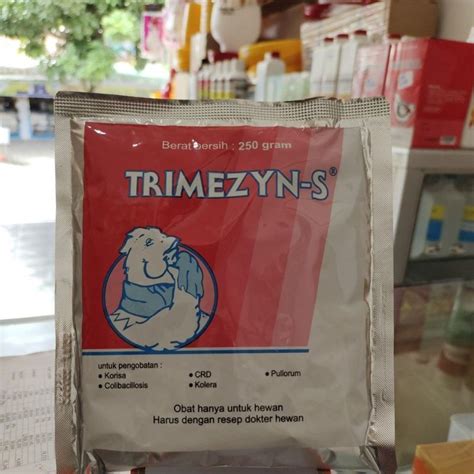 Berat bersih : 250 gram
TRIMEZYN-S®
untuk pengobatan :
• Korisa • CRD • Pullorum
• Colibacillosis • Kolera
Obat hanya untuk hewan
Harus dengan resep dokter hewan